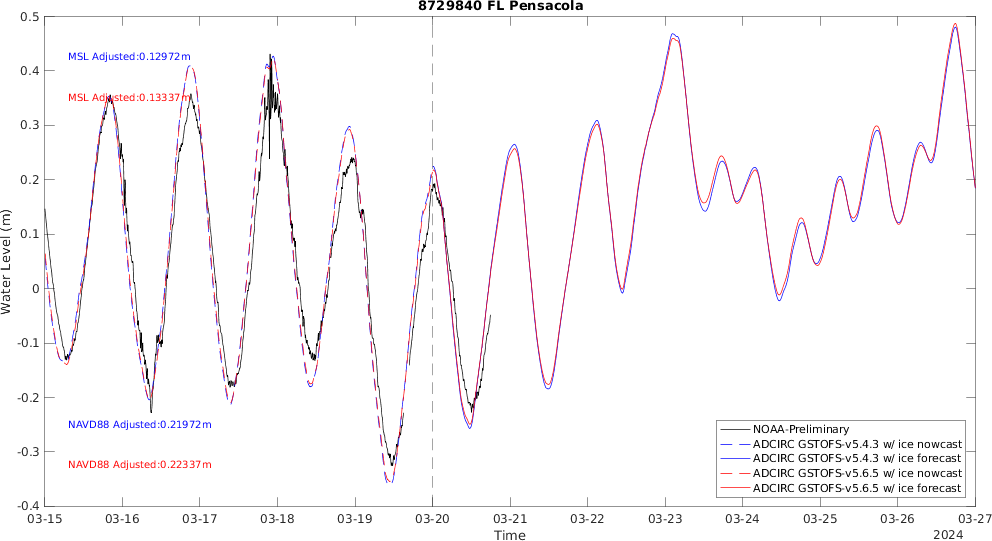 8729840 FL Pensacola
0.5
0.4
0.3
0.2
0.1
0
-0.1
-0.2
-0.3
-0.4
Water Level (m)
MSL Adjusted:0.12972m
MSL Adjusted:0.13337m
NAVD88 Adjusted:0.21972m
NAVD88 Adjusted:0.22337m
NOAA-Preliminary
ADCIRC GSTOFS-v5.4.3 w/ ice nowcast
ADCIRC GSTOFS-v5.4.3 w/ ice forecast
ADCIRC GSTOFS-v5.6.5 w/ ice nowcast
ADCIRC GSTOFS-v5.6.5 w/ ice forecast
03-15 03-16 03-17 03-18 03-19 03-20 03-21 03-22 03-23 03-24 03-25 03-26 03-27
Time
2024